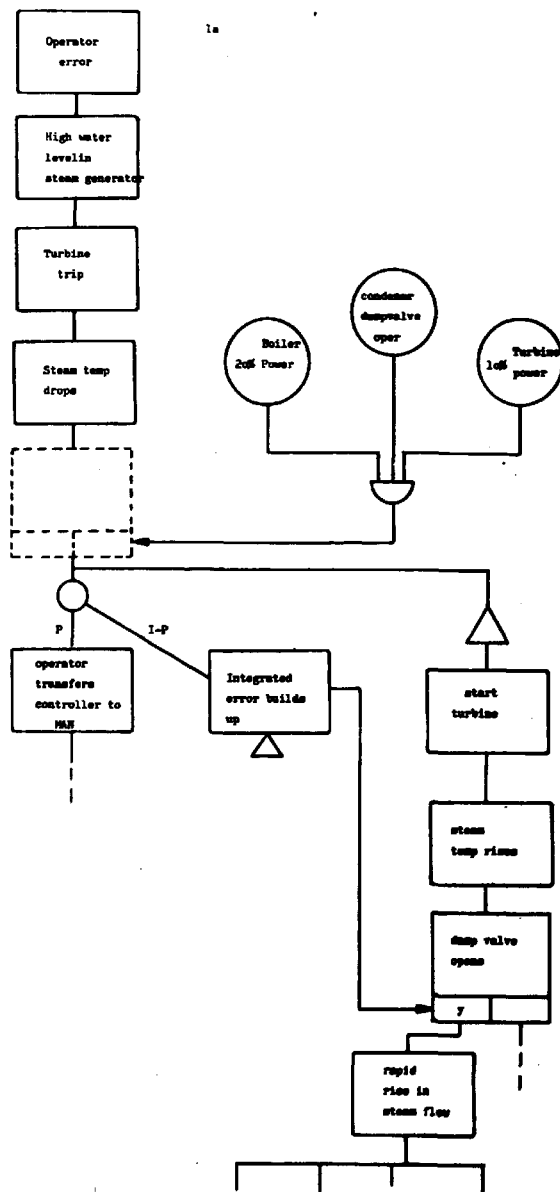 1a
Operator
error
High water
levelin
steam generator
Turbine
trip
Steam temp
drops
Boiler
20% Power
condenser
dumpvalve
oper
Turbine
10% power
P
I-P
operator
transfers
controller to
MAN
Integrated
error builds
up
start
turbine
steam
temp rises
dump valve
opens
y
rapid
rise in
steam flow